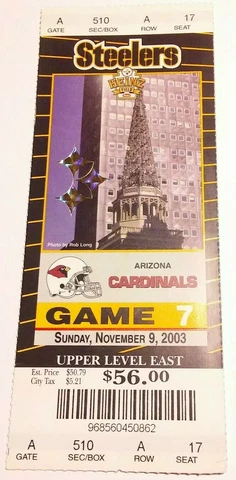 A 510 A 17
GATE SEC/BOX ROW SEAT
Steelers
HEINZ
FIELD
Photo by Rob Long
ARIZONA
CARDINALS
GAME 7
SUNDAY, NOVEMBER 9, 2003
UPPER LEVEL EAST
Est. Price $50.79
City Tax $5.21
$56.00
968560450862
A 510 A 17
GATE SEC/BOX ROW SEAT